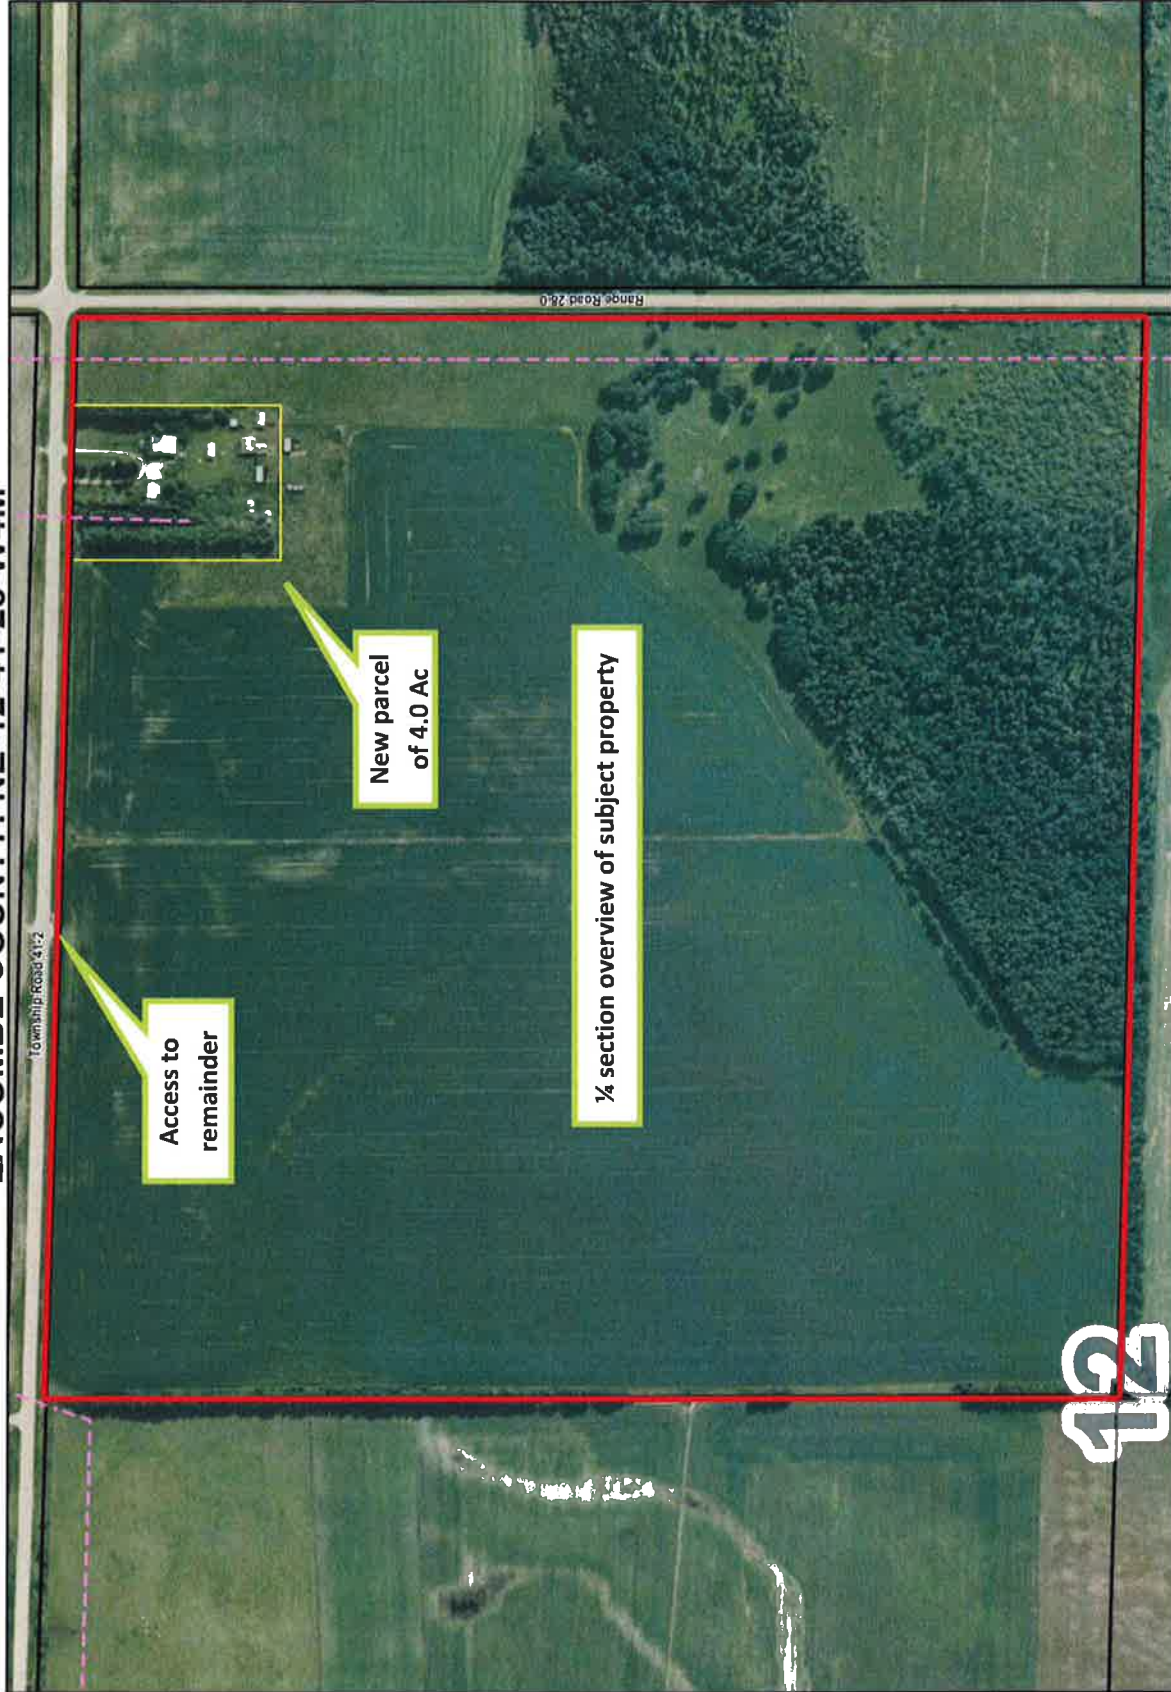 Township Road 41-2
Range Road 28-0
Access to
remainder
New parcel
of 4.0 Ac
¼ section overview of subject property
12